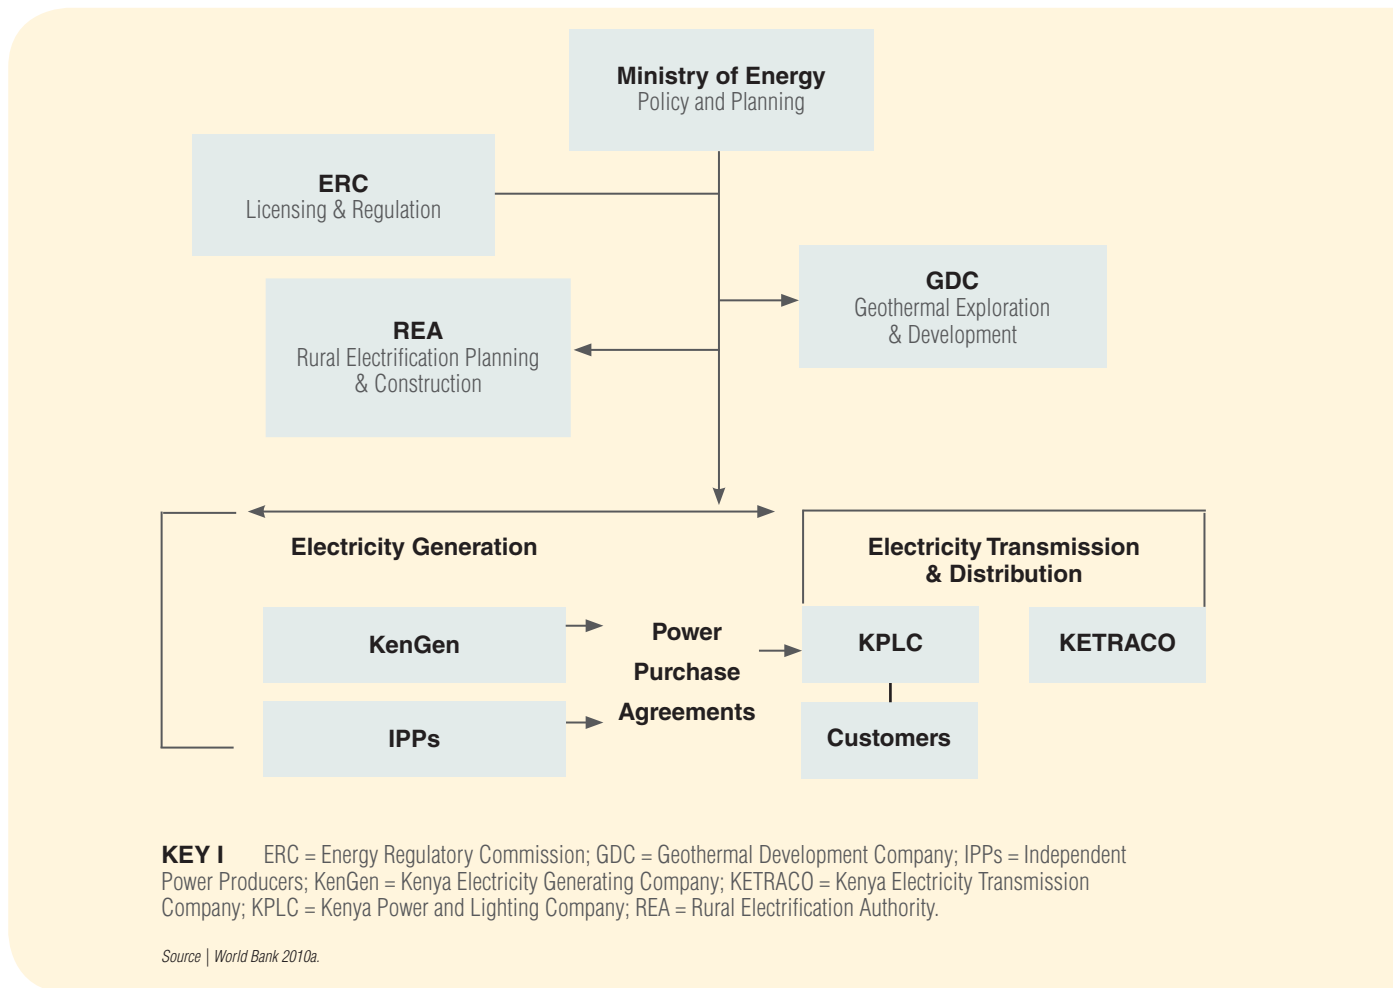 Ministry of Energy
Policy and Planning
ERC
Licensing & Regulation
GDC
Geothermal Exploration
& Development
REA
Rural Electrification Planning
& Construction
Electricity Generation
Electricity Transmission
& Distribution
KenGen
Power
Purchase
Agreements
KPLC
KETRACO
IPPs
Customers
KEY I ERC = Energy Regulatory Commission; GDC = Geothermal Development Company; IPPs = Independent
Power Producers; KenGen = Kenya Electricity Generating Company; KETRACO = Kenya Electricity Transmission
Company; KPLC = Kenya Power and Lighting Company; REA = Rural Electrification Authority.
Source | World Bank 2010a.